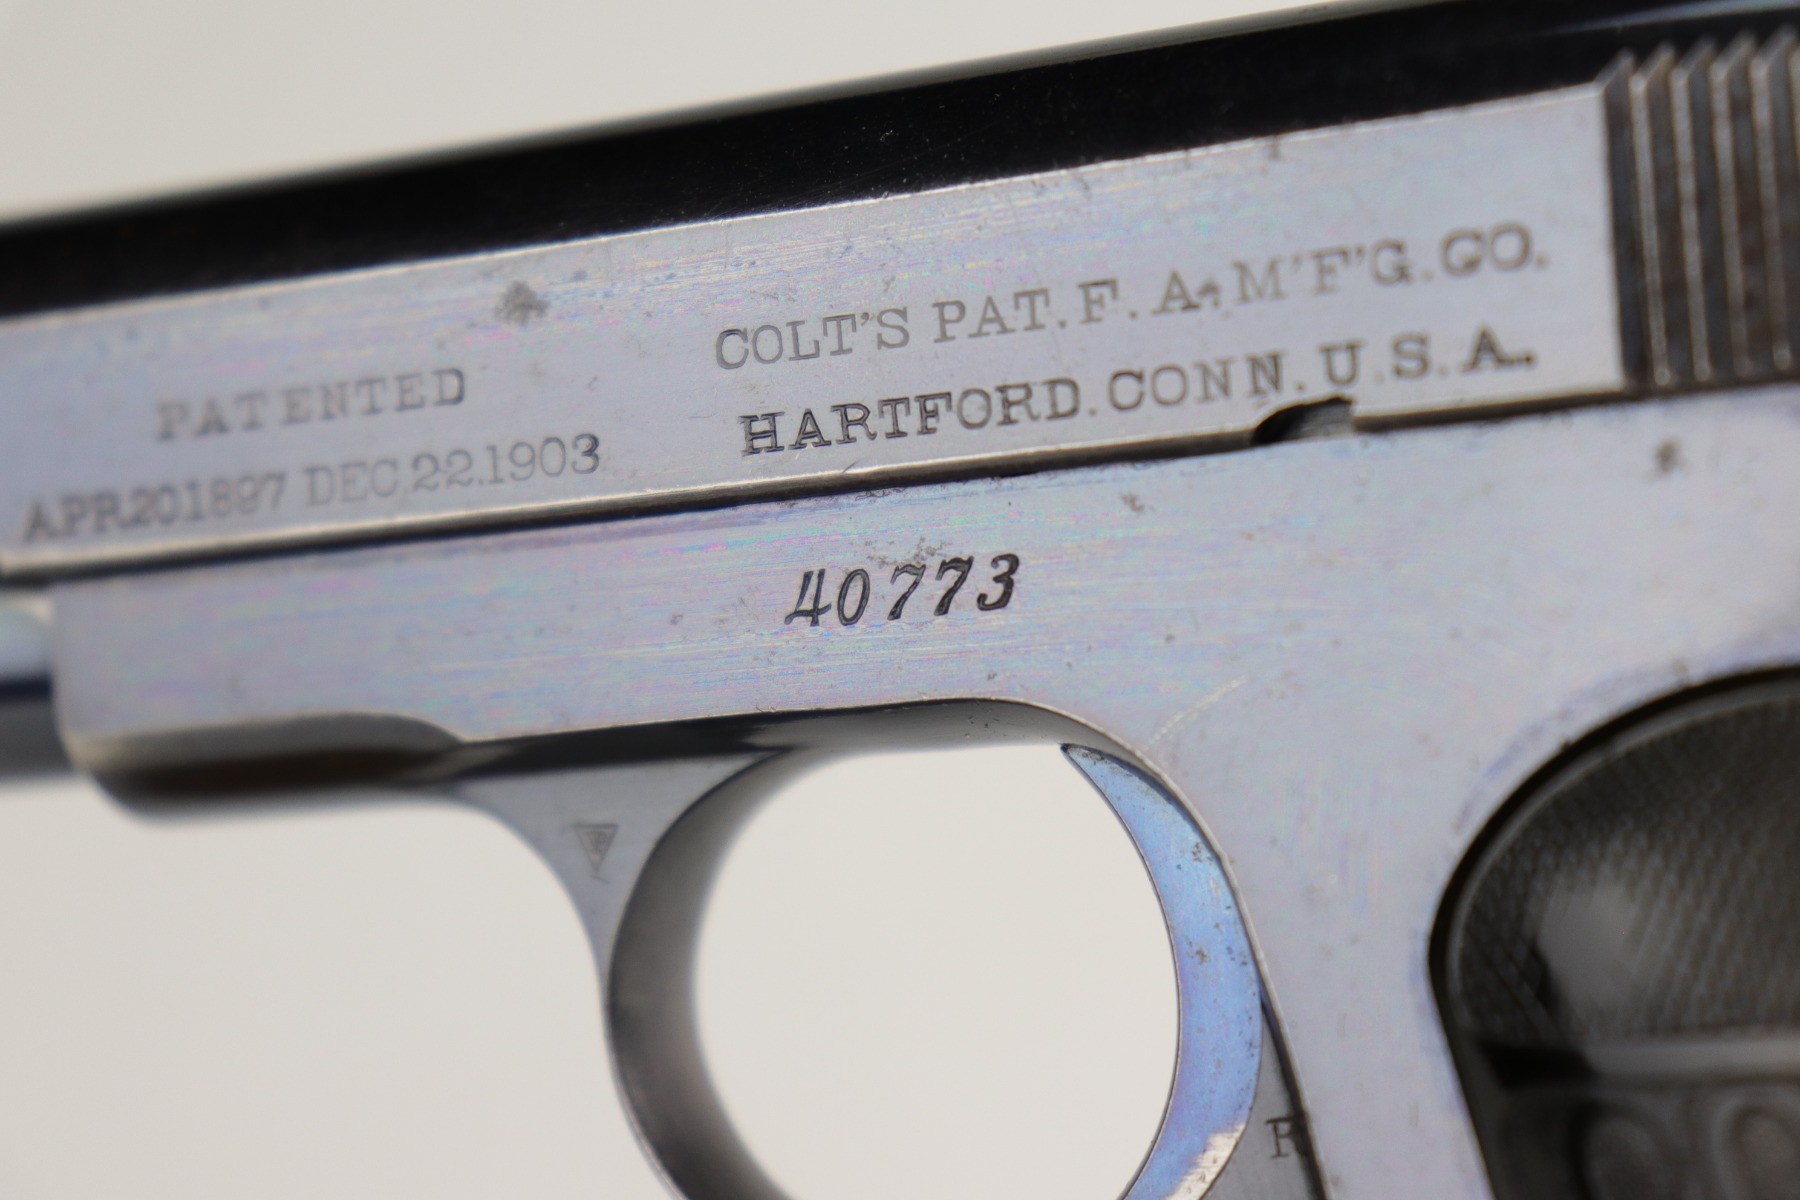 PATENTED
APR.20.1897 DEC.22.1903
COLT'S PAT. F. A. M'F'G. CO.
HARTFORD. CONN. U. S. A.
40773
R